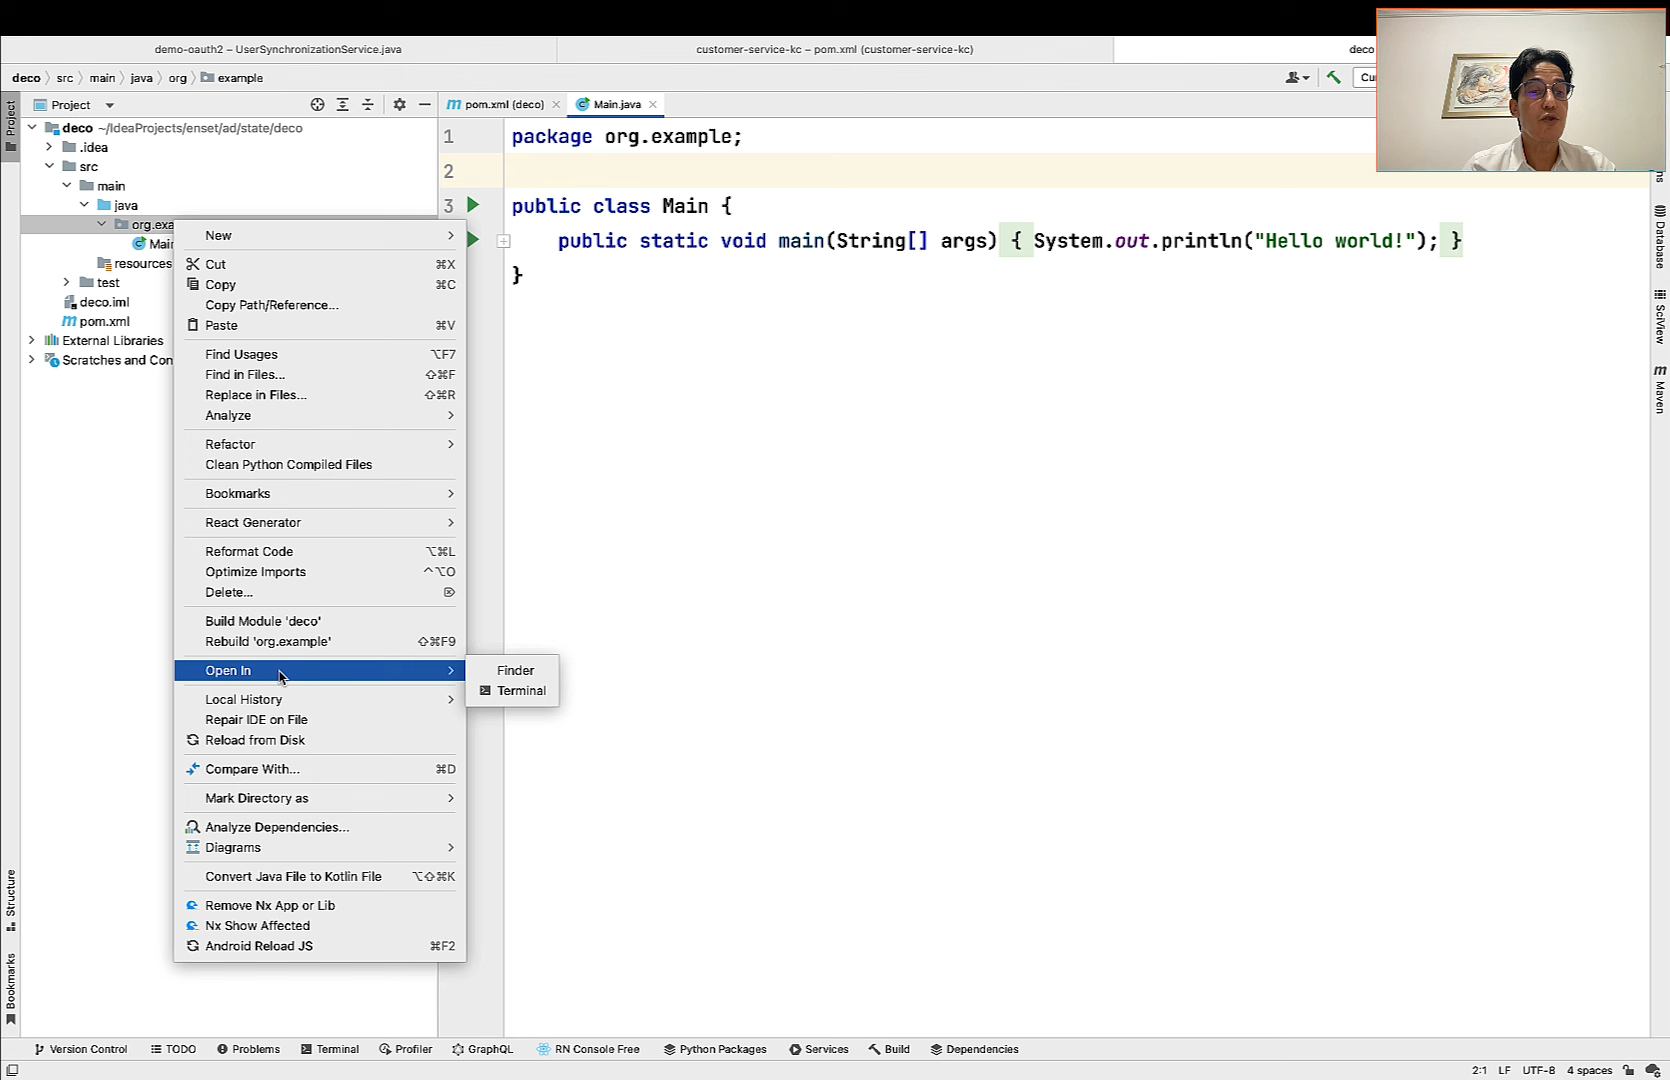 demo-oauth2 – UserSynchronizationService.java
customer-service-kc – pom.xml (customer-service-kc)
deco
deco src main java org example
Project
pom.xml (deco)
Main.java
Project
deco ~/IdeaProjects/enset/ad/state/deco
.idea
src
main
java
org.exa
Main
resources
test
deco.iml
pom.xml
External Libraries
Scratches and Con
1 package org.example;
2
3 public class Main {
public static void main(String[] args) { System.out.println("Hello world!"); }
}
New
Cut ⌘X
Copy ⌘C
Copy Path/Reference...
Paste ⌘V
Find Usages ⌥F7
Find in Files... ⇧⌘F
Replace in Files... ⇧⌘R
Analyze
Refactor
Clean Python Compiled Files
Bookmarks
React Generator
Reformat Code ⌥⌘L
Optimize Imports ^⌥O
Delete... ⌦
Build Module 'deco'
Rebuild 'org.example' ⇧⌘F9
Open In
Finder
Terminal
Local History
Repair IDE on File
Reload from Disk
Compare With... ⌘D
Mark Directory as
Analyze Dependencies...
Diagrams
Convert Java File to Kotlin File ⌥⇧⌘K
Remove Nx App or Lib
Nx Show Affected
Android Reload JS ⌘F2
Database
SciView
Maven
Structure
Bookmarks
Version Control TODO Problems Terminal Profiler GraphQL RN Console Free Python Packages Services Build Dependencies
2:1 LF UTF-8 4 spaces